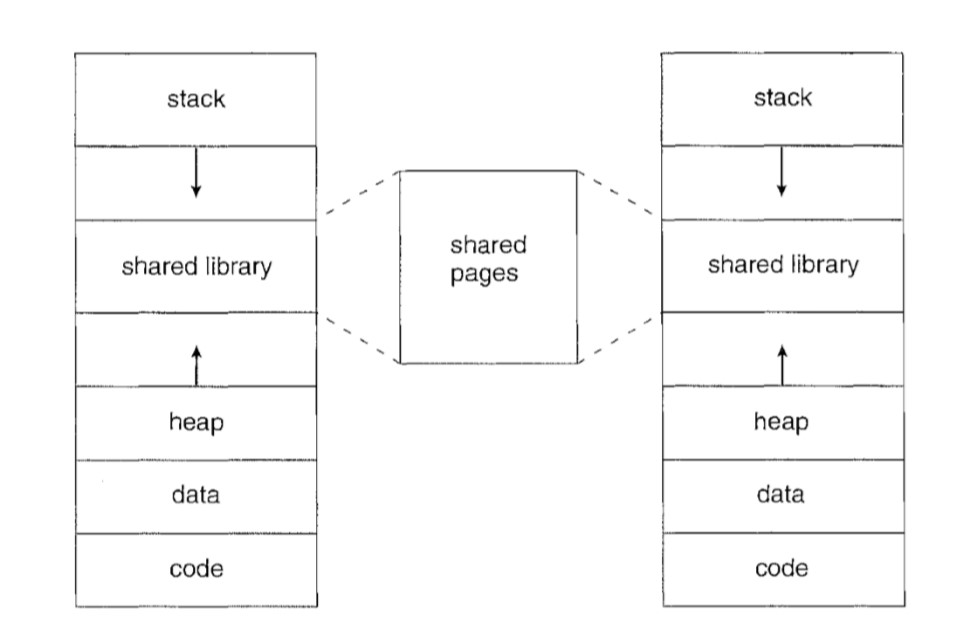 stack
shared library
heap
data
code
shared
pages
stack
shared library
heap
data
code